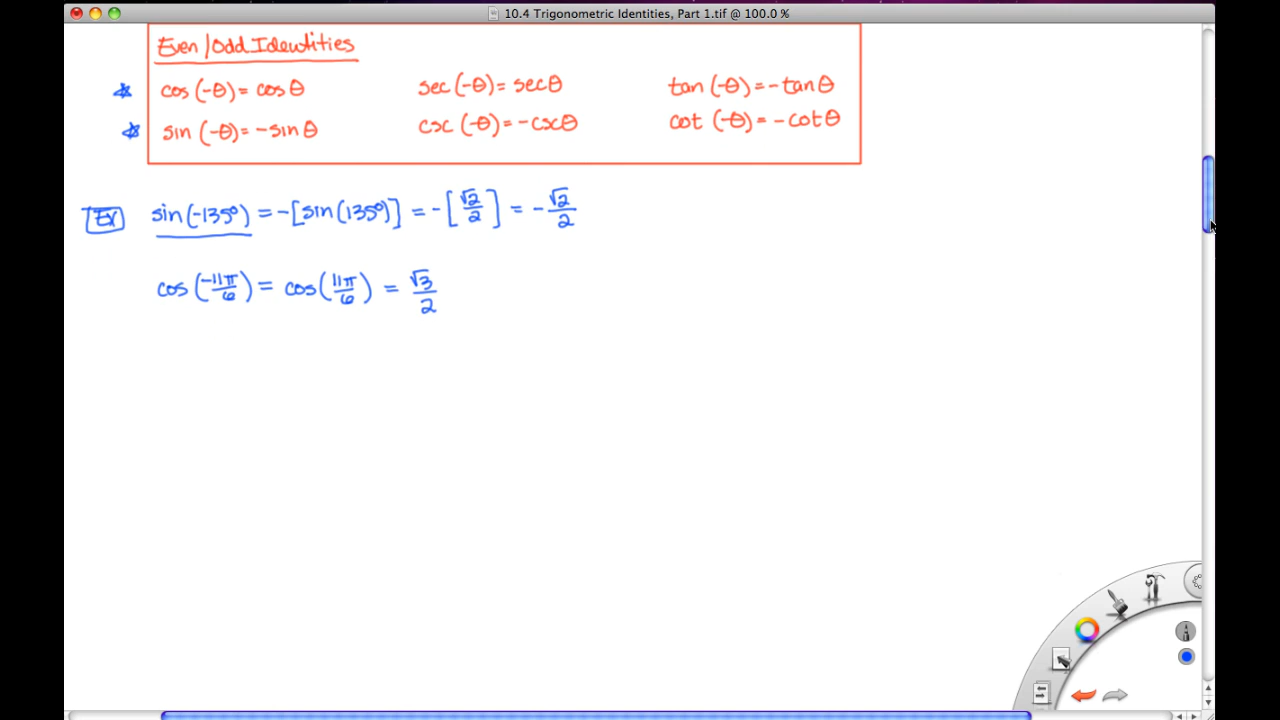 10.4 Trigonometric Identities, Part 1.tif @ 100.0 %
Even/Odd Identities
cos(-θ)=cosθ sec(-θ)=secθ tan(-θ)=-tanθ
sin(-θ)=-sinθ csc(-θ)=-cscθ cot(-θ)=-cotθ
Ex sin(-135°) = -[sin(135°)] = -[√2/2] = -√2/2
cos(-11π/6) = cos(11π/6) = √3/2